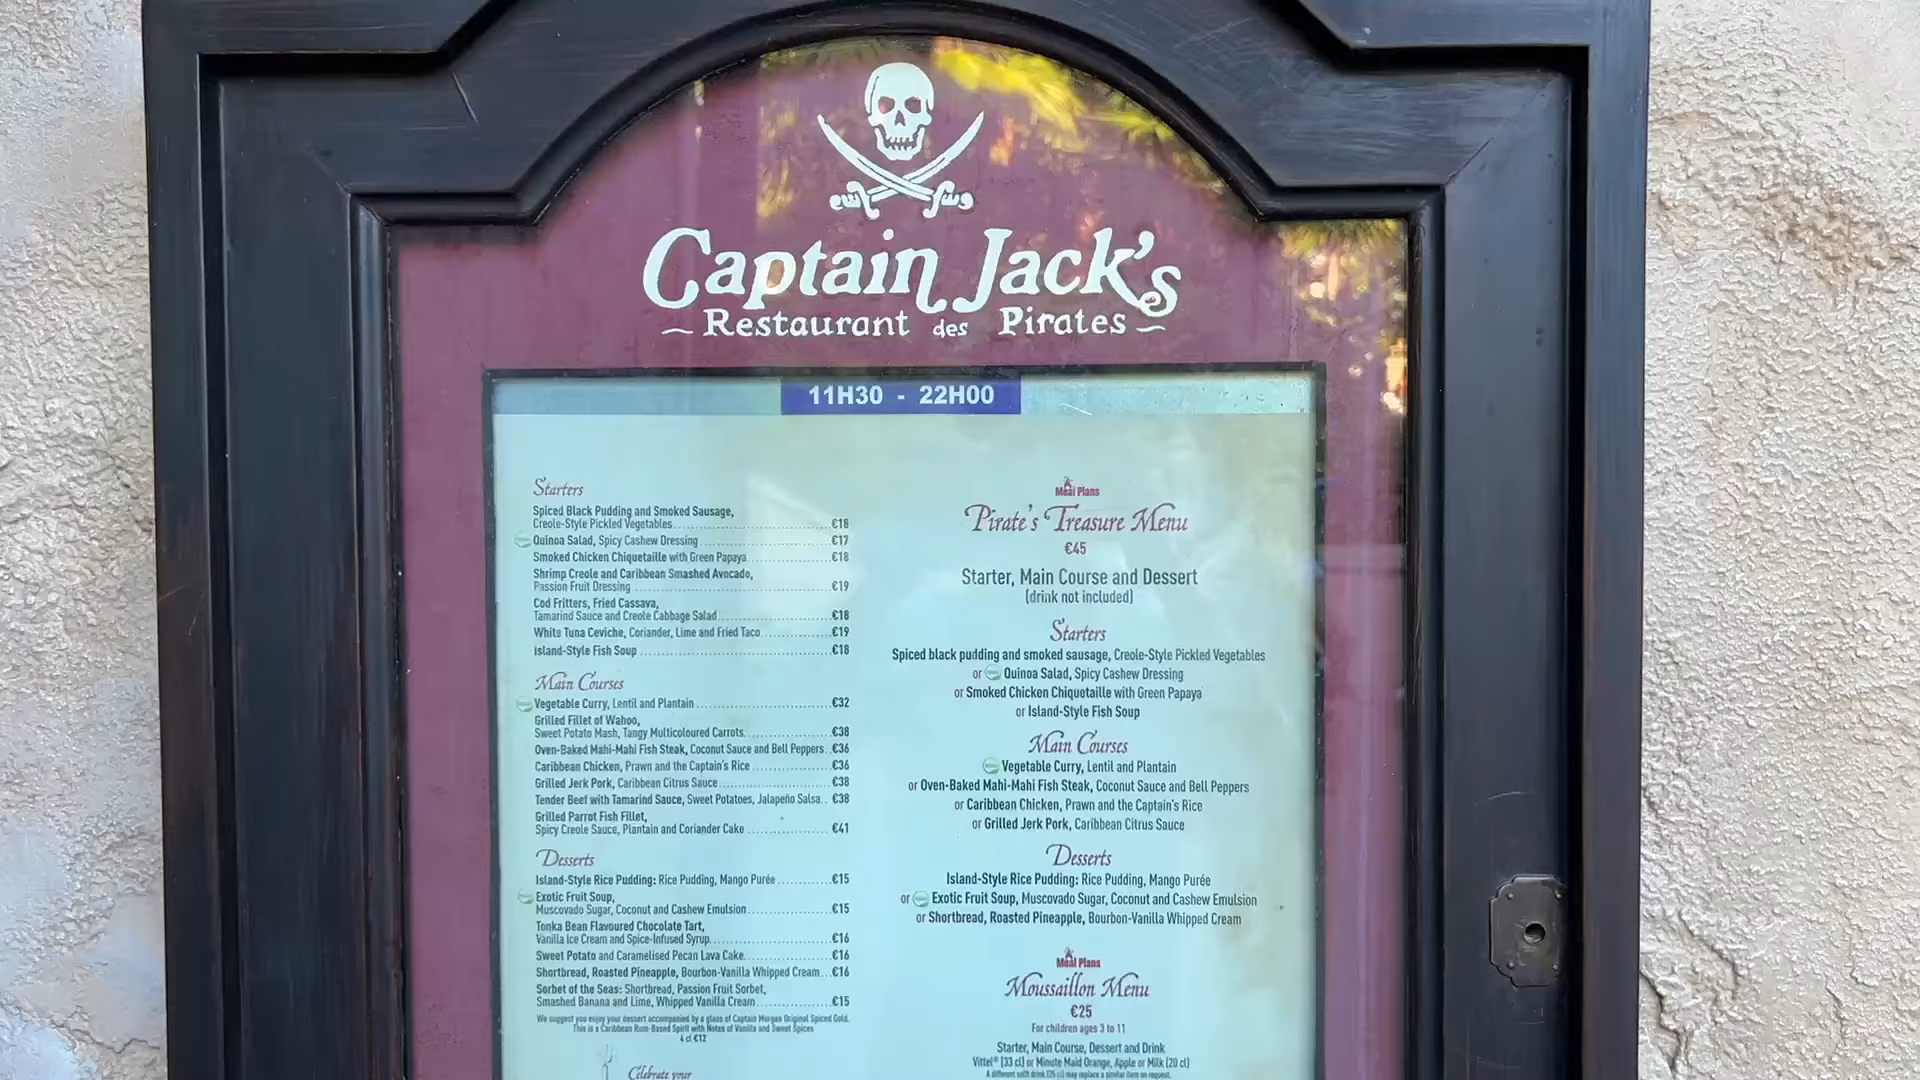 Captain Jack's
Restaurant des Pirates
11H30 - 22H00
Starters
Spiced Black Pudding and Smoked Sausage,
Creole-Style Pickled Vegetables €18
Quinoa Salad, Spicy Cashew Dressing €17
Smoked Chicken Chiquetaille with Green Papaya €18
Shrimp Creole and Caribbean Smashed Avocado,
Passion Fruit Dressing €19
Cod Fritters, Fried Cassava,
Tamarind Sauce and Creole Cabbage Salad €18
White Tuna Ceviche, Coriander, Lime and Fried Taco €19
Island-Style Fish Soup €18
Main Courses
Vegetable Curry, Lentil and Plantain €32
Grilled Fillet of Wahoo,
Sweet Potato Mash, Tangy Multicoloured Carrots €38
Oven-Baked Mahi-Mahi Fish Steak, Coconut Sauce and Bell Peppers €36
Caribbean Chicken, Prawn and the Captain's Rice €36
Grilled Jerk Pork, Caribbean Citrus Sauce €38
Tender Beef with Tamarind Sauce, Sweet Potatoes, Jalapeño Salsa €38
Grilled Parrot Fish Fillet,
Spicy Creole Sauce, Plantain and Coriander Cake €41
Desserts
Island-Style Rice Pudding: Rice Pudding, Mango Purée €15
Exotic Fruit Soup,
Muscovado Sugar, Coconut and Cashew Emulsion €15
Tonka Bean Flavoured Chocolate Tart,
Vanilla Ice Cream and Spice-Infused Syrup €16
Sweet Potato and Caramelised Pecan Lava Cake €16
Shortbread, Roasted Pineapple, Bourbon-Vanilla Whipped Cream €16
Sorbet of the Seas: Shortbread, Passion Fruit Sorbet,
Smashed Banana and Lime, Whipped Vanilla Cream €15
We suggest you enjoy your dessert accompanied by a glass of Captain Morgan Original Spiced Gold.
This is a Caribbean Rum-Based Spirit with Notes of Vanilla and Sweet Spices
4 cl €12
Celebrate your
Meal Plans
Pirate's Treasure Menu
€45
Starter, Main Course and Dessert
(drink not included)
Starters
Spiced black pudding and smoked sausage, Creole-Style Pickled Vegetables
or Quinoa Salad, Spicy Cashew Dressing
or Smoked Chicken Chiquetaille with Green Papaya
or Island-Style Fish Soup
Main Courses
Vegetable Curry, Lentil and Plantain
or Oven-Baked Mahi-Mahi Fish Steak, Coconut Sauce and Bell Peppers
or Caribbean Chicken, Prawn and the Captain's Rice
or Grilled Jerk Pork, Caribbean Citrus Sauce
Desserts
Island-Style Rice Pudding: Rice Pudding, Mango Purée
or Exotic Fruit Soup, Muscovado Sugar, Coconut and Cashew Emulsion
or Shortbread, Roasted Pineapple, Bourbon-Vanilla Whipped Cream
Meal Plans
Moussaillon Menu
€25
For children ages 3 to 11
Starter, Main Course, Dessert and Drink
Vittel® (33 cl) or Minute Maid Orange, Apple or Milk (20 cl)
A different soft drink (25 cl) may replace a similar item on request.